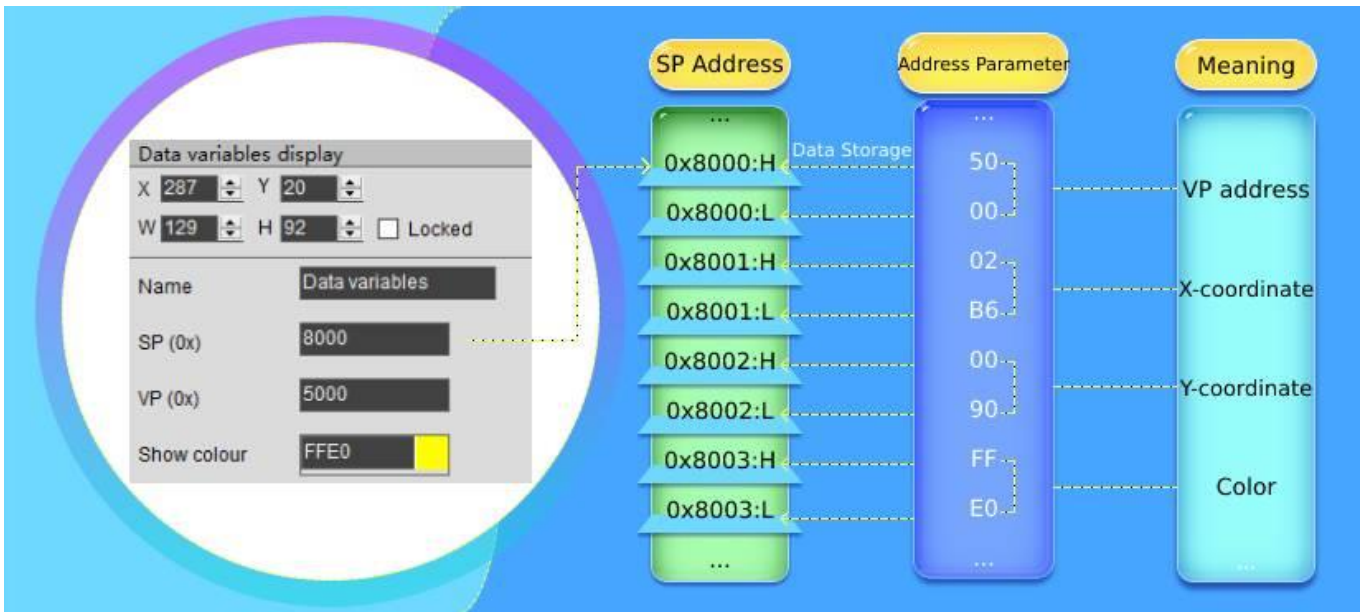 Data variables display
X 287 Y 20
W 129 H 92 Locked
Name Data variables
SP (0x) 8000
VP (0x) 5000
Show colour FFE0
SP Address
...
0x8000:H
0x8000:L
0x8001:H
0x8001:L
0x8002:H
0x8002:L
0x8003:H
0x8003:L
...
Data Storage
Address Parameter
...
50
00
02
B6
00
90
FF
E0
...
Meaning
...
VP address
X-coordinate
Y-coordinate
Color
...